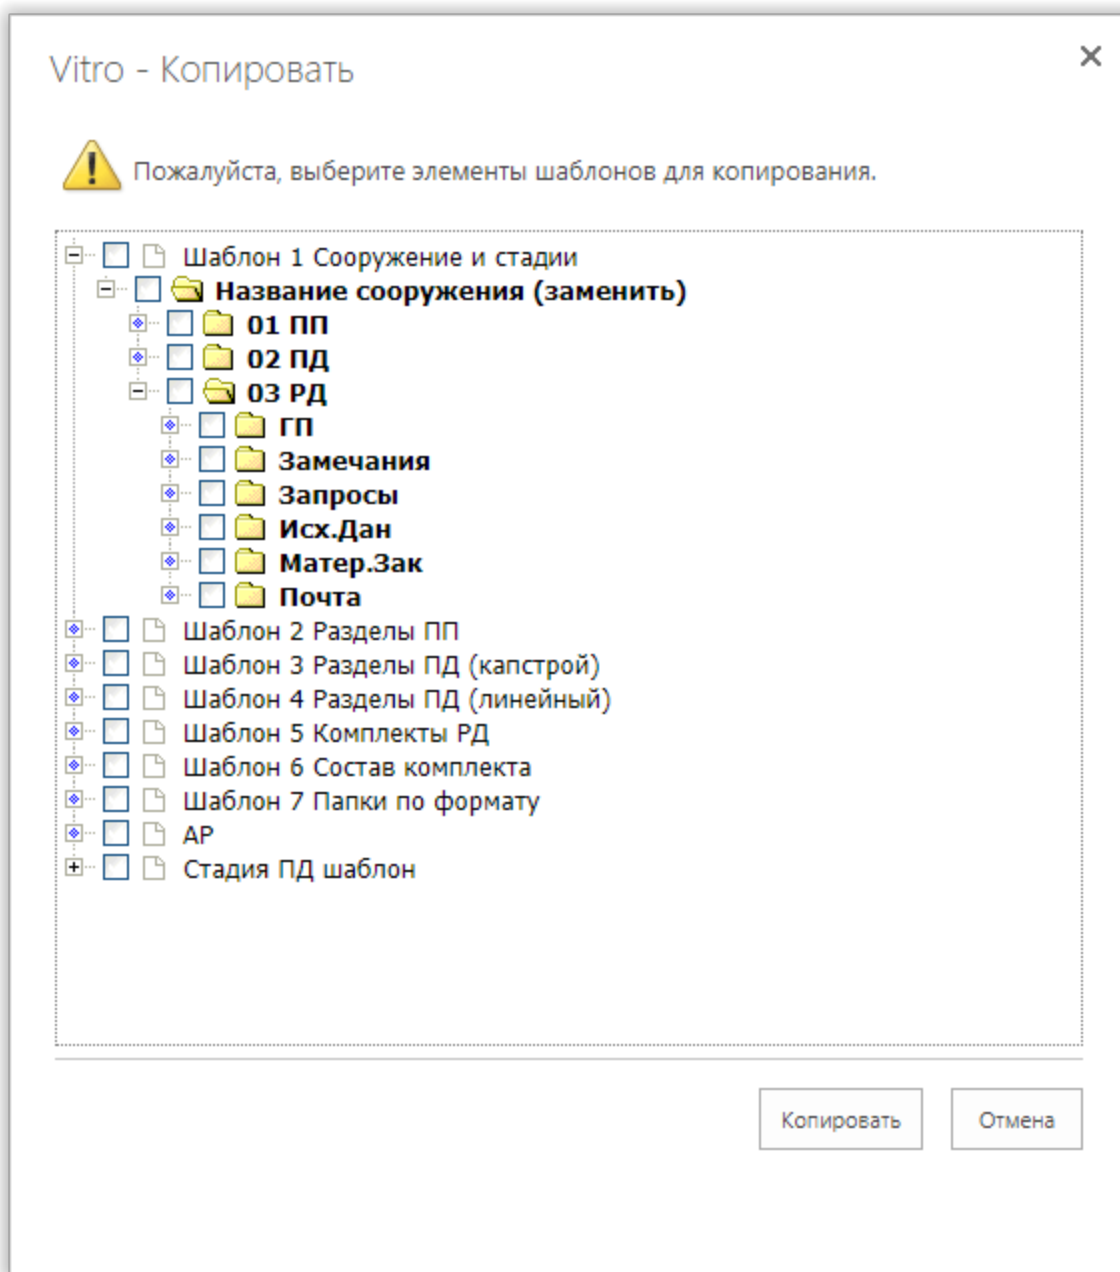 Vitro - Копировать
Пожалуйста, выберите элементы шаблонов для копирования.
Шаблон 1 Сооружение и стадии
Название сооружения (заменить)
01 ПП
02 ПД
03 РД
ГП
Замечания
Запросы
Исх.Дан
Матер.Зак
Почта
Шаблон 2 Разделы ПП
Шаблон 3 Разделы ПД (капстрой)
Шаблон 4 Разделы ПД (линейный)
Шаблон 5 Комплекты РД
Шаблон 6 Состав комплекта
Шаблон 7 Папки по формату
АР
Стадия ПД шаблон
Копировать Отмена